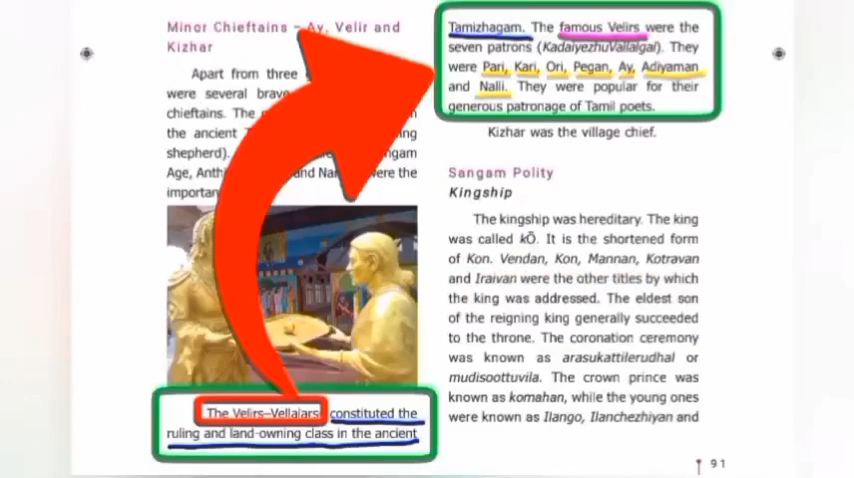 Minor Chieftains – Ay, Velir and
Kizhar
Apart from three
were several brave
chieftains. The
the ancient
shepherd).
Age, and were the
important
The Velirs–Vellalars constituted the
ruling and land-owning class in the ancient
Tamizhagam. The famous Velirs were the
seven patrons (KadaiyezhuVallalgal). They
were Pari, Kari, Ori, Pegan, Ay, Adiyaman
and Nalli. They were popular for their
generous patronage of Tamil poets.
Kizhar was the village chief.
Sangam Polity
Kingship
The kingship was hereditary. The king
was called kŌ. It is the shortened form
of Kon. Vendan, Kon, Mannan, Kotravan
and Iraivan were the other titles by which
the king was addressed. The eldest son
of the reigning king generally succeeded
to the throne. The coronation ceremony
was known as arasukattilerudhal or
mudisoottuvila. The crown prince was
known as komahan, while the young ones
were known as Ilango, Ilanchezhiyan and
91